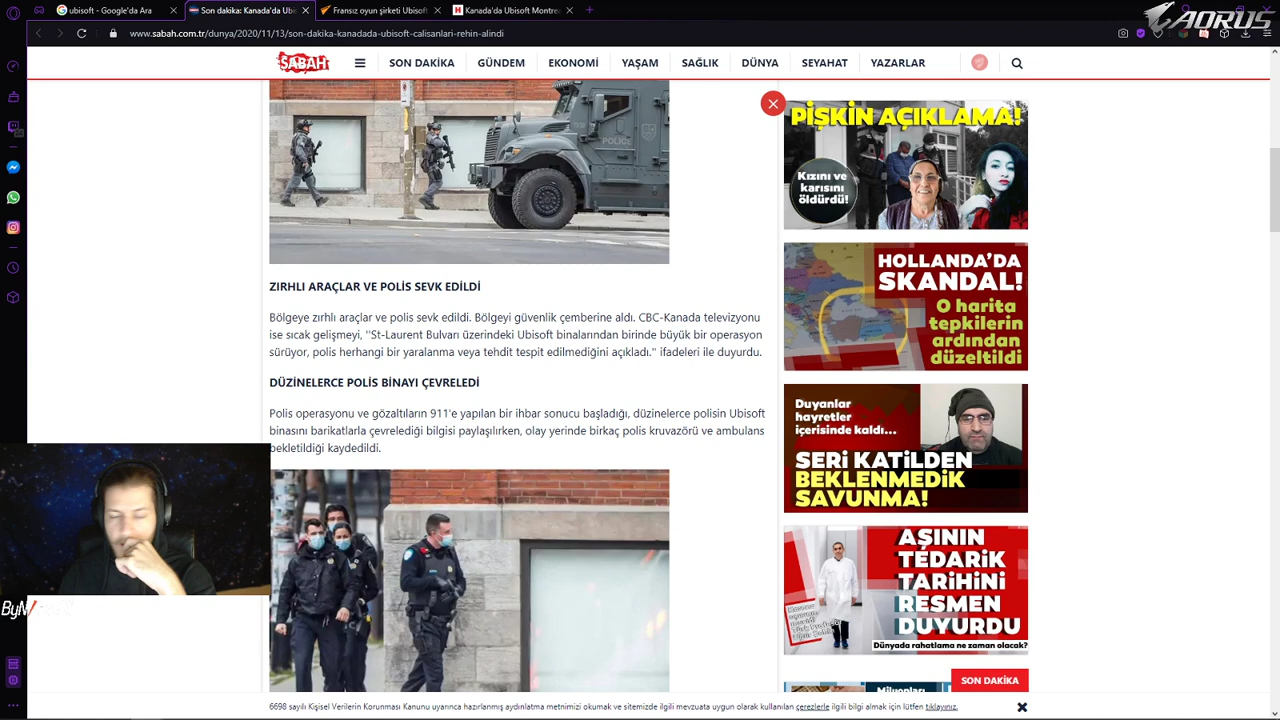 ubisoft - Google'da Ara
Son dakika: Kanada'da Ubi
Fransız oyun şirketi Ubisoft
Kanada'da Ubisoft Montrea
www.sabah.com.tr/dunya/2020/11/13/son-dakika-kanadada-ubisoft-calisanlari-rehin-alindi
AORUS
SABAH
SON DAKİKA GÜNDEM EKONOMİ YAŞAM SAĞLIK DÜNYA SEYAHAT YAZARLAR
POLICE
ZIRHLI ARAÇLAR VE POLİS SEVK EDİLDİ
Bölgeye zırhlı araçlar ve polis sevk edildi. Bölgeyi güvenlik çemberine aldı. CBC-Kanada televizyonu
ise sıcak gelişmeyi, "St-Laurent Bulvarı üzerindeki Ubisoft binalarından birinde büyük bir operasyon
sürüyor, polis herhangi bir yaralanma veya tehdit tespit edilmediğini açıkladı." ifadeleri ile duyurdu.
DÜZİNELERCE POLİS BİNAYI ÇEVRELEDİ
Polis operasyonu ve gözaltıların 911'e yapılan bir ihbar sonucu başladığı, düzinelerce polisin Ubisoft
binasını barikatlarla çevrelediği bilgisi paylaşılırken, olay yerinde birkaç polis kruvazörü ve ambulans
bekletildiği kaydedildi.
PİŞKİN AÇIKLAMA!
Kızını ve
karısını
öldürdü!
HOLLANDA'DA
SKANDAL!
O harita
tepkilerin
ardından
düzeltildi
Duyanlar
hayretler
içerisinde kaldı...
SERİ KATİLDEN
BEKLENMEDİK
SAVUNMA!
AŞININ
TEDARİK
TARİHİNİ
RESMEN
DUYURDU
Dünyada rahatlama ne zaman olacak?
SON DAKİKA
Milyonları
ByN
6698 sayılı Kişisel Verilerin Korunması Kanunu uyarınca hazırlanmış aydınlatma metnimizi okumak ve sitemizde ilgili mevzuata uygun olarak kullanılan çerezlerle ilgili bilgi almak için lütfen tıklayınız.